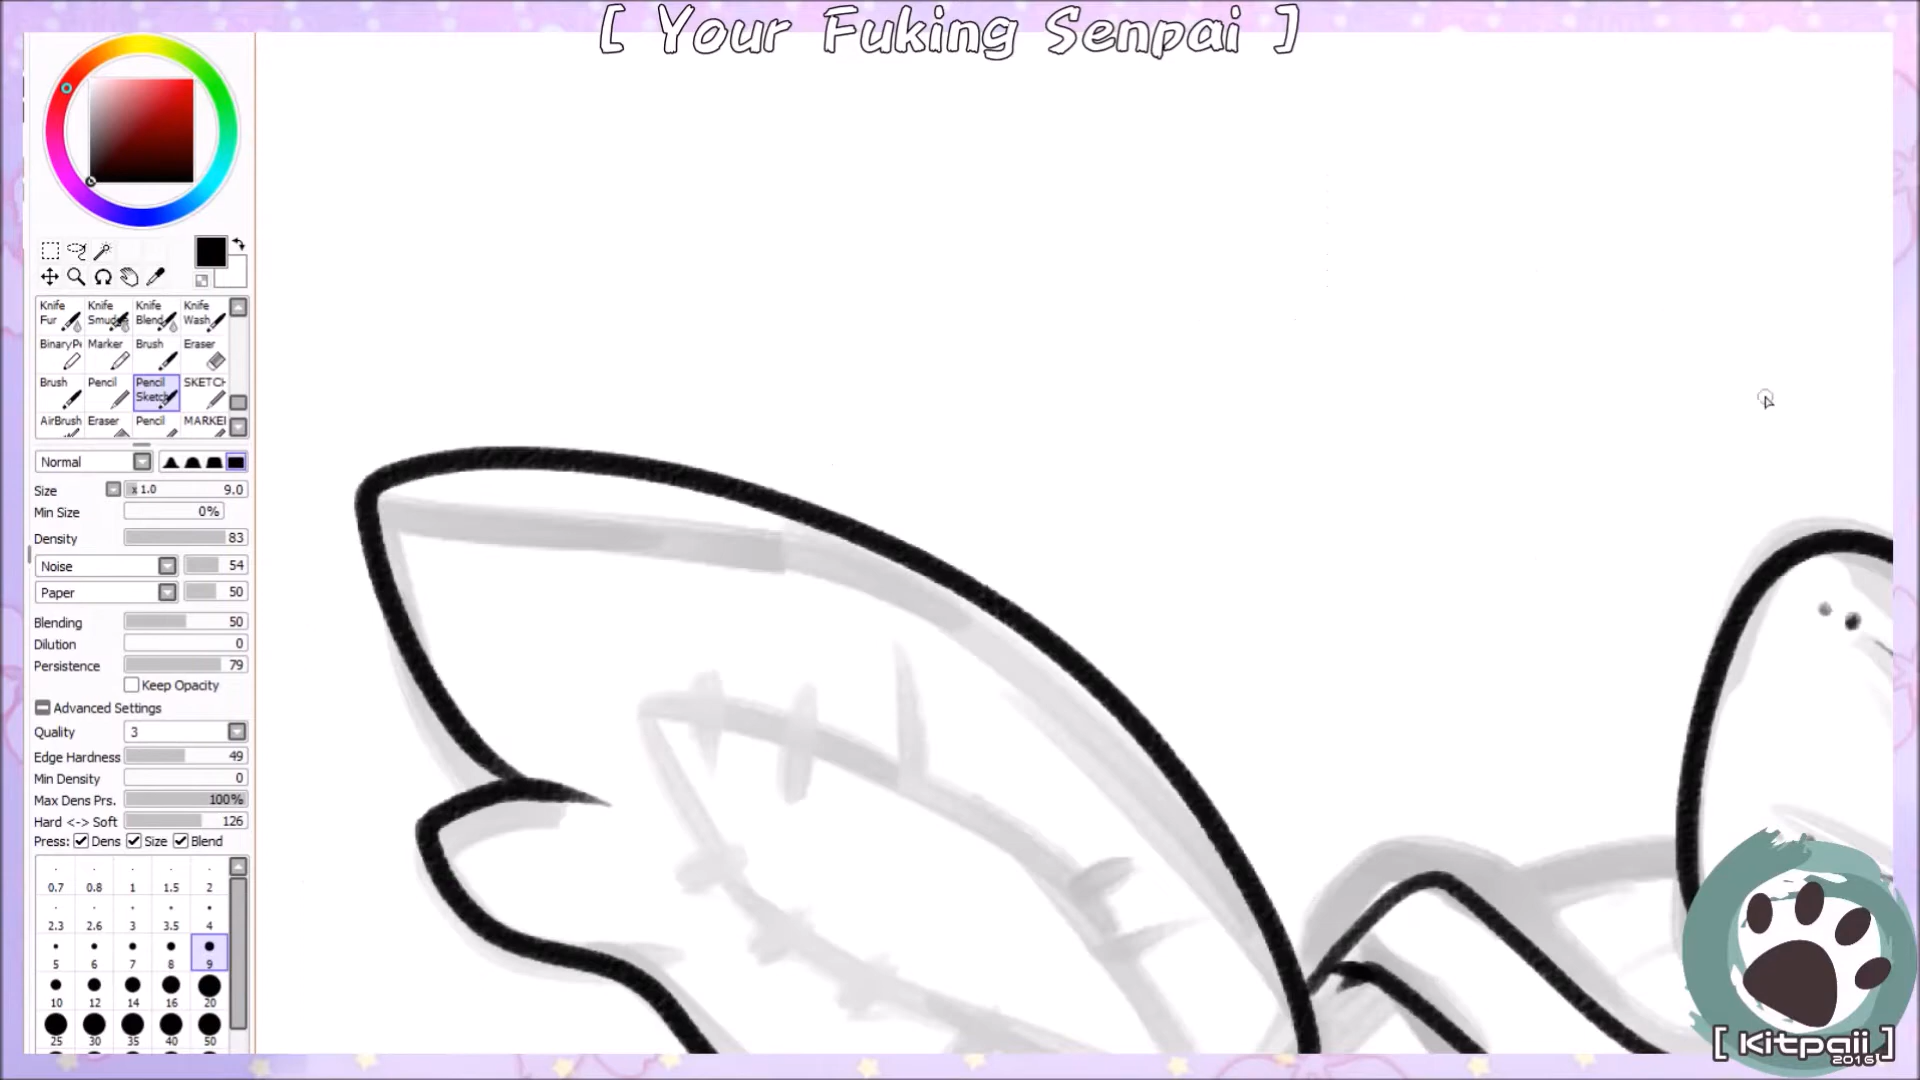 [ Your Fuking Senpai ]
Knife Fur Knife Smudge Knife Blend Knife Wash
BinaryPe Marker Brush Eraser
Brush Pencil Pencil Sketch SKETCH
AirBrush Eraser Pencil MARKER
Normal
Size x 1.0 9.0
Min Size 0%
Density 83
Noise 54
Paper 50
Blending 50
Dilution 0
Persistence 79
Keep Opacity
Advanced Settings
Quality 3
Edge Hardness 49
Min Density 0
Max Dens Prs. 100%
Hard <-> Soft 126
Press: Dens Size Blend
0.7 0.8 1 1.5 2
2.3 2.6 3 3.5 4
5 6 7 8 9
10 12 14 16 20
25 30 35 40 50
[ Kitpaii ]
2016